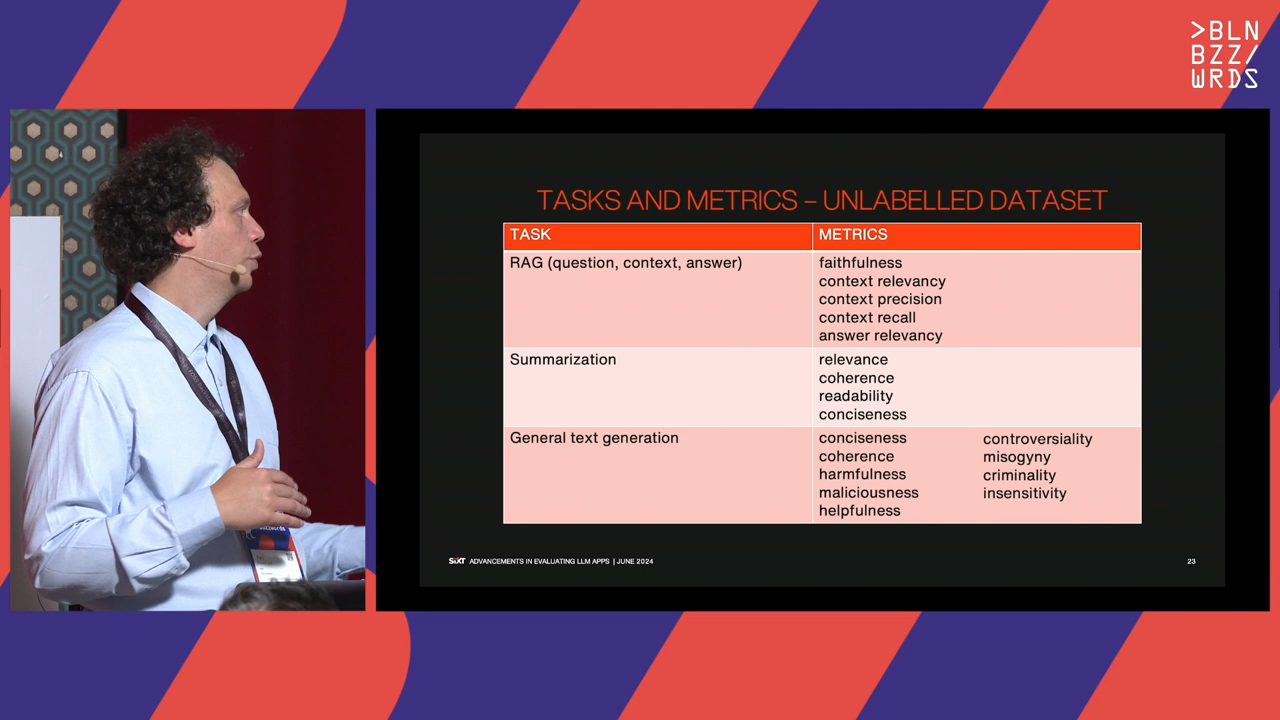 >BLN
BZZ/
WRDS
TASKS AND METRICS – UNLABELLED DATASET
TASK
METRICS
RAG (question, context, answer)
faithfulness
context relevancy
context precision
context recall
answer relevancy
Summarization
relevance
coherence
readability
conciseness
General text generation
conciseness
coherence
harmfulness
maliciousness
helpfulness
controversiality
misogyny
criminality
insensitivity
SIXT ADVANCEMENTS IN EVALUATING LLM APPS | JUNE 2024
23